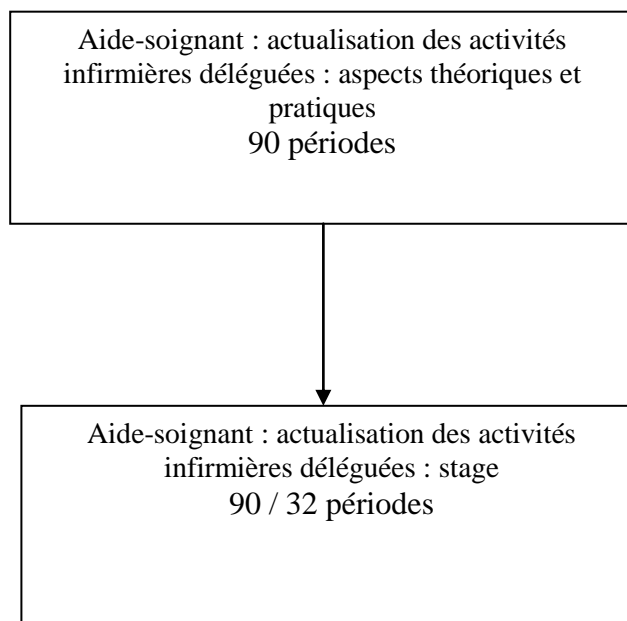 Aide-soignant : actualisation des activités
infirmières déléguées : aspects théoriques et
pratiques
90 périodes
Aide-soignant : actualisation des activités
infirmières déléguées : stage
90 / 32 périodes